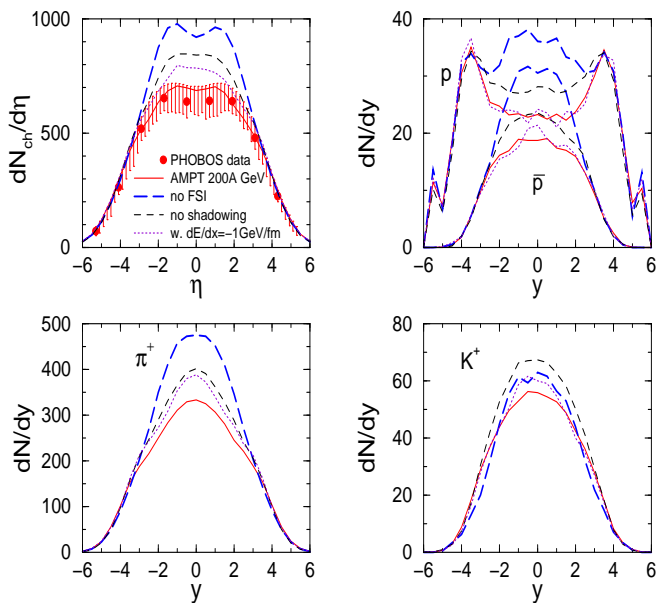 1000
500
0
dN_ch/dη
PHOBOS data
AMPT 200A GeV
no FSI
no shadowing
w. dE/dx=−1GeV/fm
−6 −4 −2 0 2 4 6
η
40
20
0
dN/dy
p
p̄
−6 −4 −2 0 2 4 6
y
500
400
300
200
100
0
dN/dy
π⁺
−6 −4 −2 0 2 4 6
y
80
60
40
20
0
dN/dy
K⁺
−6 −4 −2 0 2 4 6
y